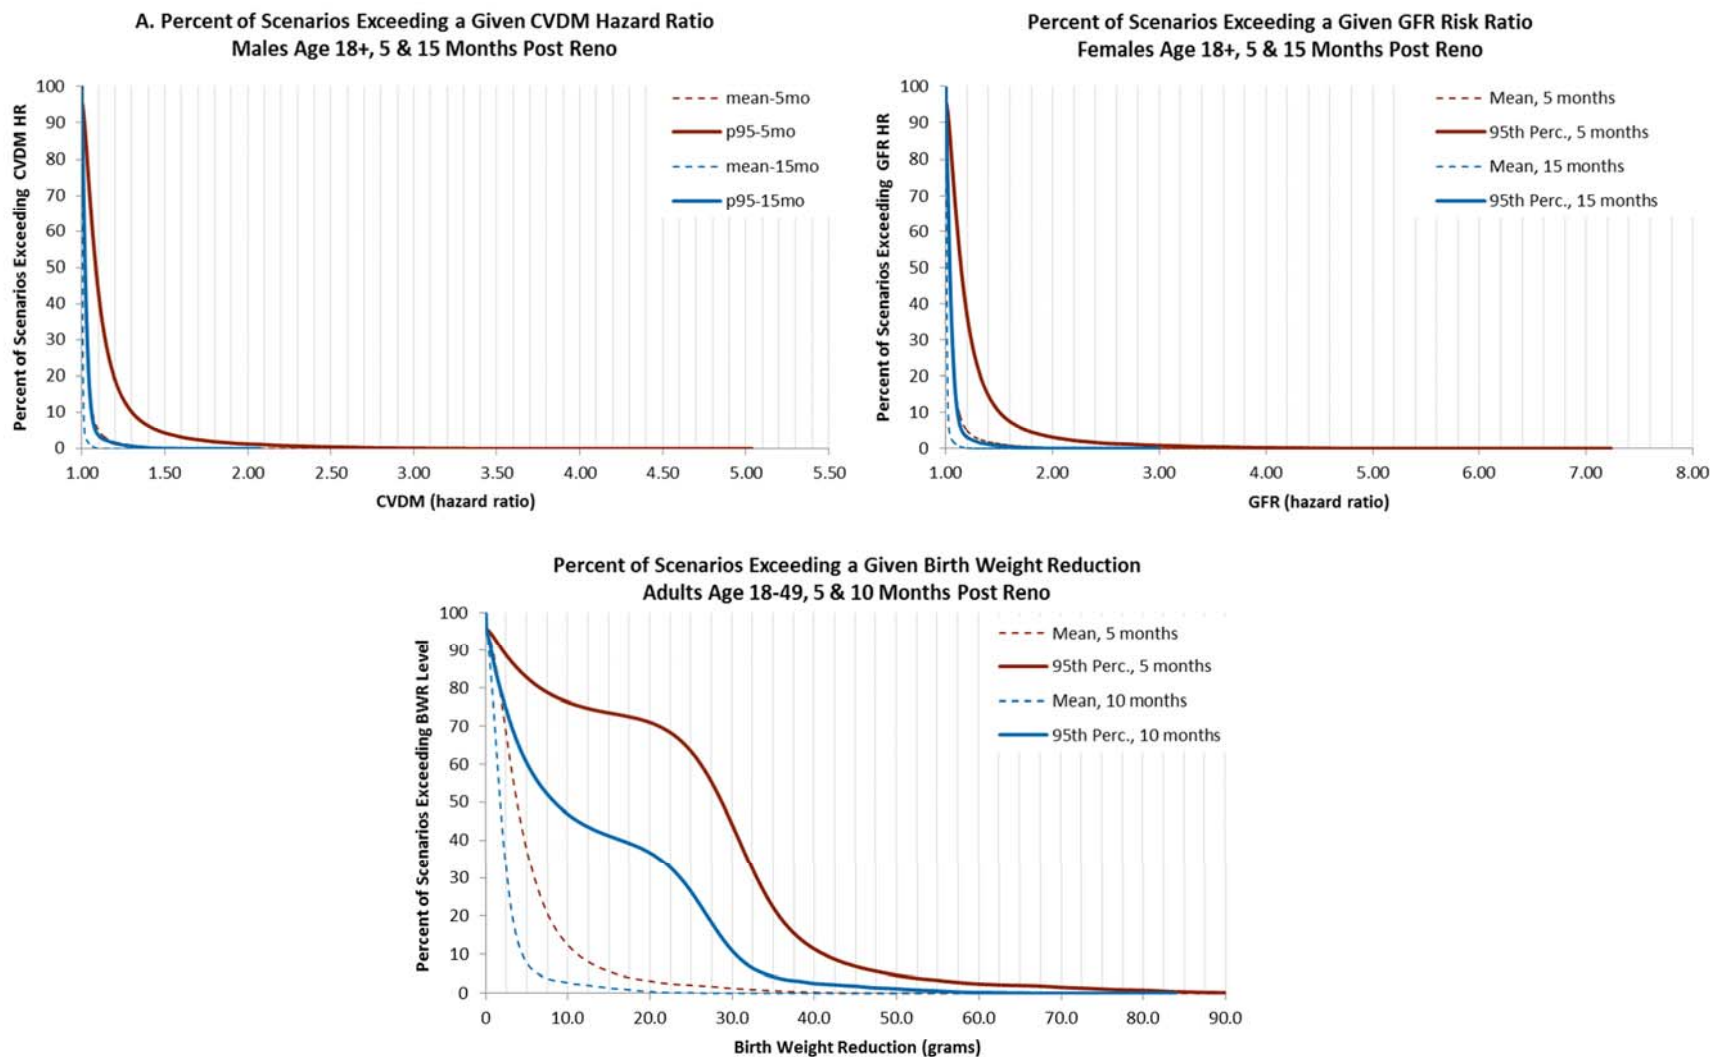 A. Percent of Scenarios Exceeding a Given CVDM Hazard Ratio
Males Age 18+, 5 & 15 Months Post Reno
Percent of Scenarios Exceeding CVDM HR
100
90
80
70
60
50
40
30
20
10
0
mean-5mo
p95-5mo
mean-15mo
p95-15mo
1.00 1.50 2.00 2.50 3.00 3.50 4.00 4.50 5.00 5.50
CVDM (hazard ratio)
Percent of Scenarios Exceeding a Given GFR Risk Ratio
Females Age 18+, 5 & 15 Months Post Reno
Percent of Scenarios Exceeding GFR HR
100
90
80
70
60
50
40
30
20
10
0
Mean, 5 months
95th Perc., 5 months
Mean, 15 months
95th Perc., 15 months
1.00 2.00 3.00 4.00 5.00 6.00 7.00 8.00
GFR (hazard ratio)
Percent of Scenarios Exceeding a Given Birth Weight Reduction
Adults Age 18-49, 5 & 10 Months Post Reno
Percent of Scenarios Exceeding BWR Level
100
90
80
70
60
50
40
30
20
10
0
Mean, 5 months
95th Perc., 5 months
Mean, 10 months
95th Perc., 10 months
0 10.0 20.0 30.0 40.0 50.0 60.0 70.0 80.0 90.0
Birth Weight Reduction (grams)